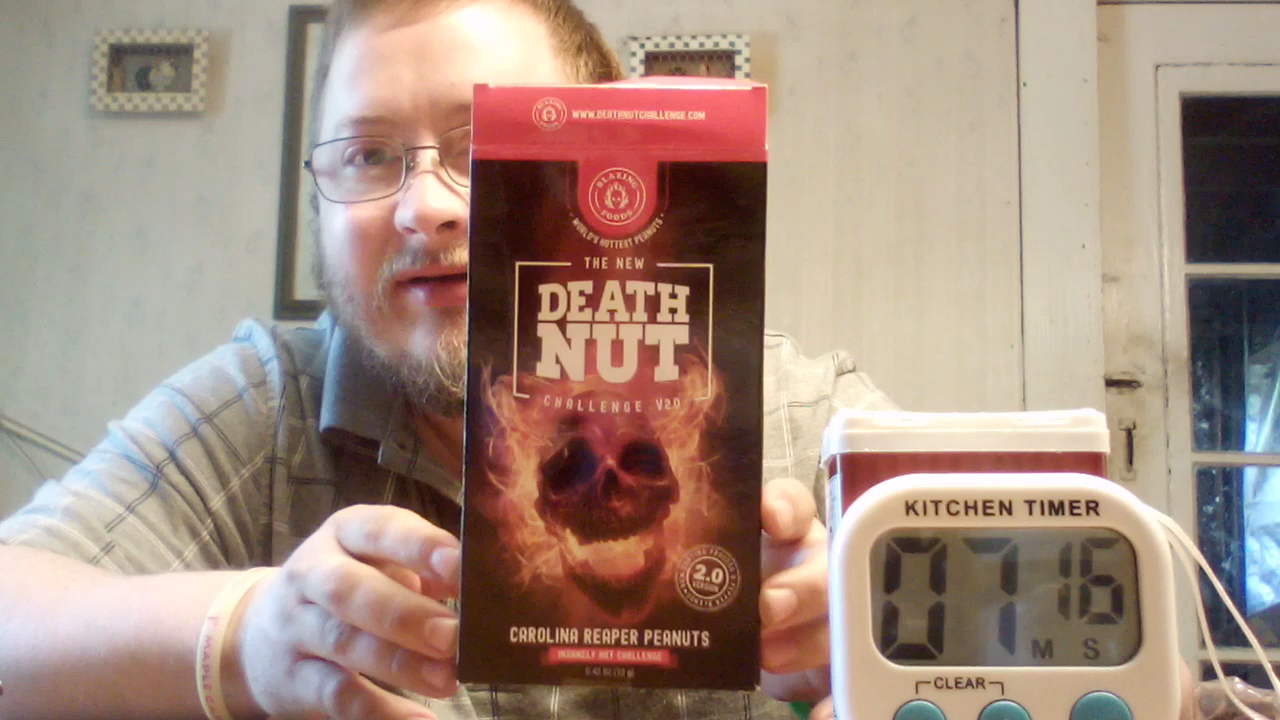 WWW.DEATHNUTCHALLENGE.COM
BLAZING
FOODS
WORLD'S HOTTEST PEANUTS
THE NEW
DEATH
NUT
CHALLENGE V2.0
2.0
VERSION
CAROLINA REAPER PEANUTS
INSANELY HOT CHALLENGE
KITCHEN TIMER
07 16
M S
CLEAR